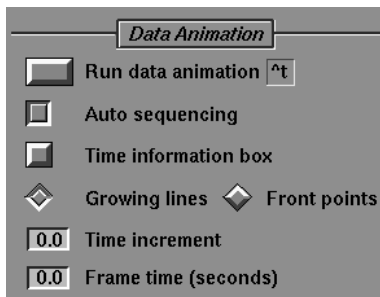 Data Animation
Run data animation ^t
Auto sequencing
Time information box
Growing lines Front points
0.0 Time increment
0.0 Frame time (seconds)